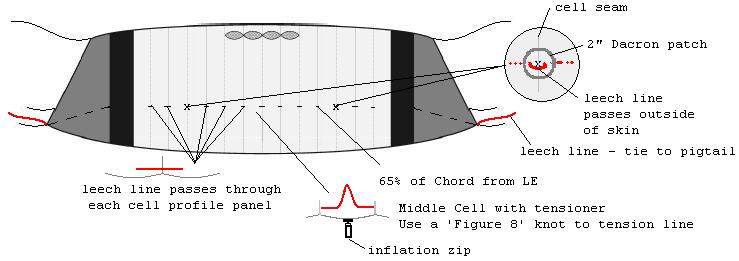 cell seam
2" Dacron patch
x
x
x
leech line
passes outside
of skin
leech line - tie to pigtail
65% of Chord from LE
leech line passes through
each cell profile panel
Middle Cell with tensioner
Use a 'Figure 8' knot to tension line
inflation zip